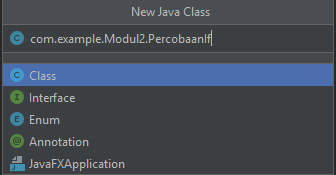 New Java Class
C com.example.Modul2.PercobaanIf
C Class
I Interface
E Enum
@ Annotation
JavaFXApplication